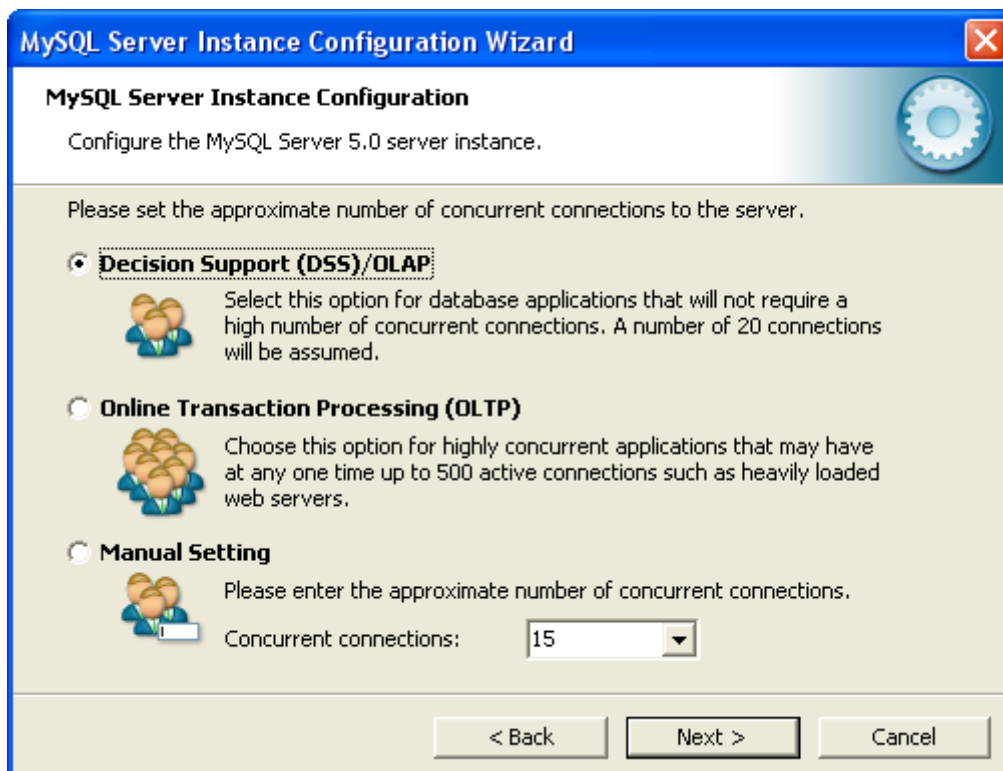 MySQL Server Instance Configuration Wizard
MySQL Server Instance Configuration
Configure the MySQL Server 5.0 server instance.
Please set the approximate number of concurrent connections to the server.
Decision Support (DSS)/OLAP
Select this option for database applications that will not require a
high number of concurrent connections. A number of 20 connections
will be assumed.
Online Transaction Processing (OLTP)
Choose this option for highly concurrent applications that may have
at any one time up to 500 active connections such as heavily loaded
web servers.
Manual Setting
Please enter the approximate number of concurrent connections.
Concurrent connections: 15
< Back Next > Cancel